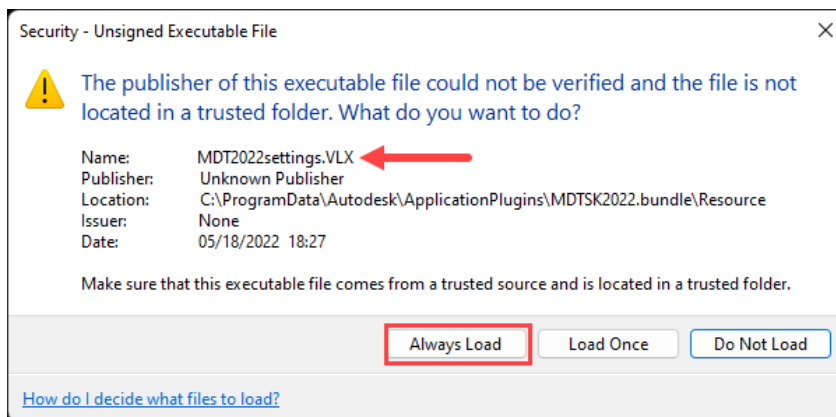 Security - Unsigned Executable File
The publisher of this executable file could not be verified and the file is not
located in a trusted folder. What do you want to do?
Name: MDT2022settings.VLX
Publisher: Unknown Publisher
Location: C:\ProgramData\Autodesk\ApplicationPlugins\MDTSK2022.bundle\Resource
Issuer: None
Date: 05/18/2022 18:27
Make sure that this executable file comes from a trusted source and is located in a trusted folder.
Always Load Load Once Do Not Load
How do I decide what files to load?